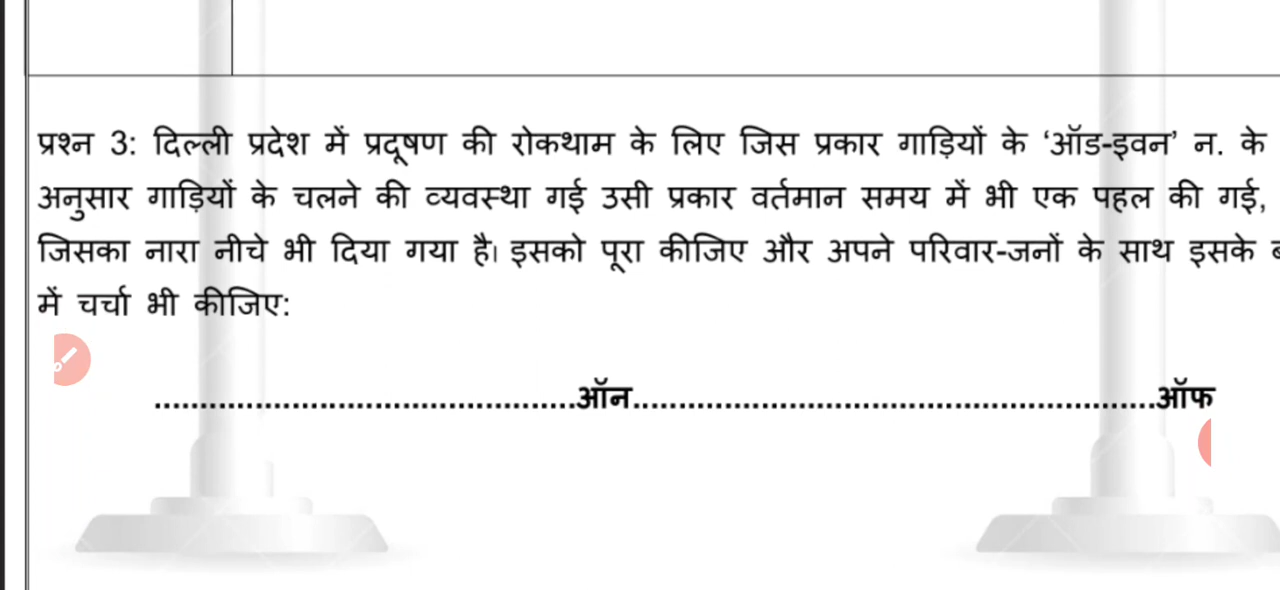 प्रश्न 3: दिल्ली प्रदेश में प्रदूषण की रोकथाम के लिए जिस प्रकार गाड़ियों के ‘ऑड-इवन’ न. के
अनुसार गाड़ियों के चलने की व्यवस्था गई उसी प्रकार वर्तमान समय में भी एक पहल की गई,
जिसका नारा नीचे भी दिया गया है। इसको पूरा कीजिए और अपने परिवार-जनों के साथ इसके
में चर्चा भी कीजिए:
..............................................ऑन.........................................................ऑफ